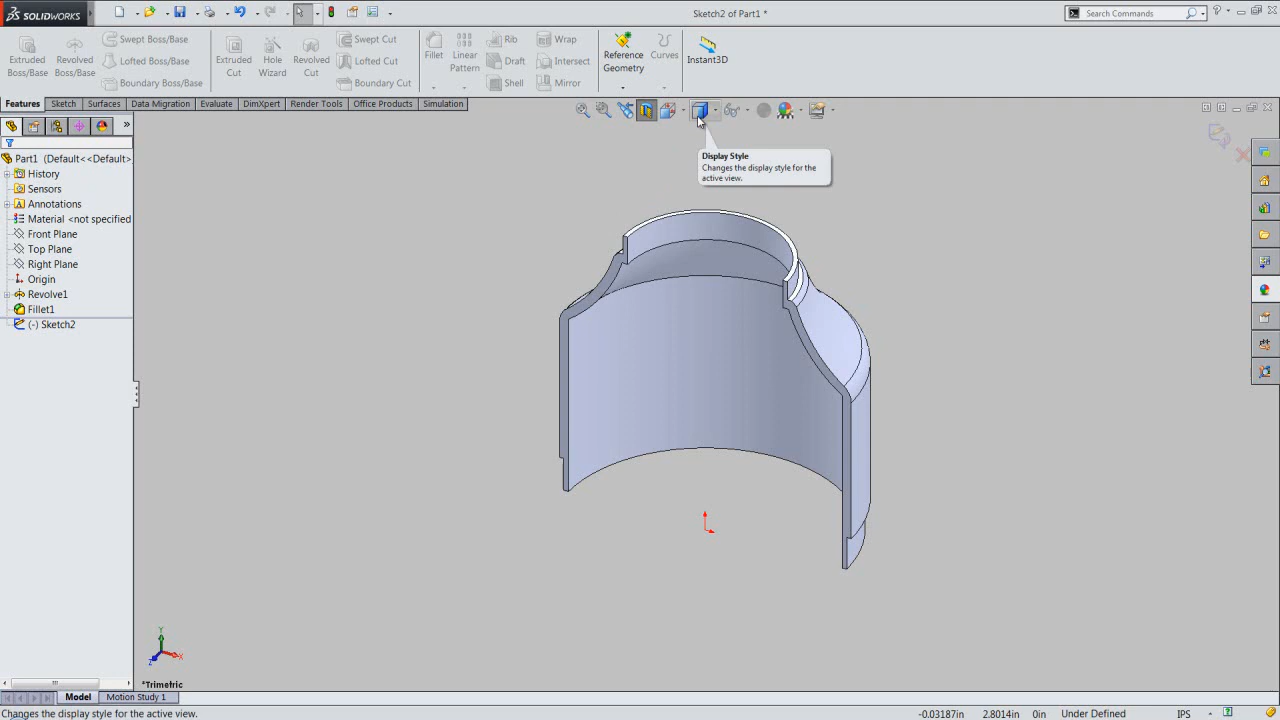 SOLIDWORKS
Sketch2 of Part1 *
Search Commands
Extruded Boss/Base
Revolved Boss/Base
Swept Boss/Base
Lofted Boss/Base
Boundary Boss/Base
Extruded Cut
Hole Wizard
Revolved Cut
Swept Cut
Lofted Cut
Boundary Cut
Fillet
Linear Pattern
Rib
Draft
Shell
Wrap
Intersect
Mirror
Reference Geometry
Curves
Instant3D
Features
Sketch
Surfaces
Data Migration
Evaluate
DimXpert
Render Tools
Office Products
Simulation
Part1 (Default<<Default>
History
Sensors
Annotations
Material <not specified
Front Plane
Top Plane
Right Plane
Origin
Revolve1
Fillet1
(-) Sketch2
Display Style
Changes the display style for the
active view.
Y
X
Z
*Trimetric
Model
Motion Study 1
Changes the display style for the active view.
-0.03187in
2.8014in
0in
Under Defined
IPS